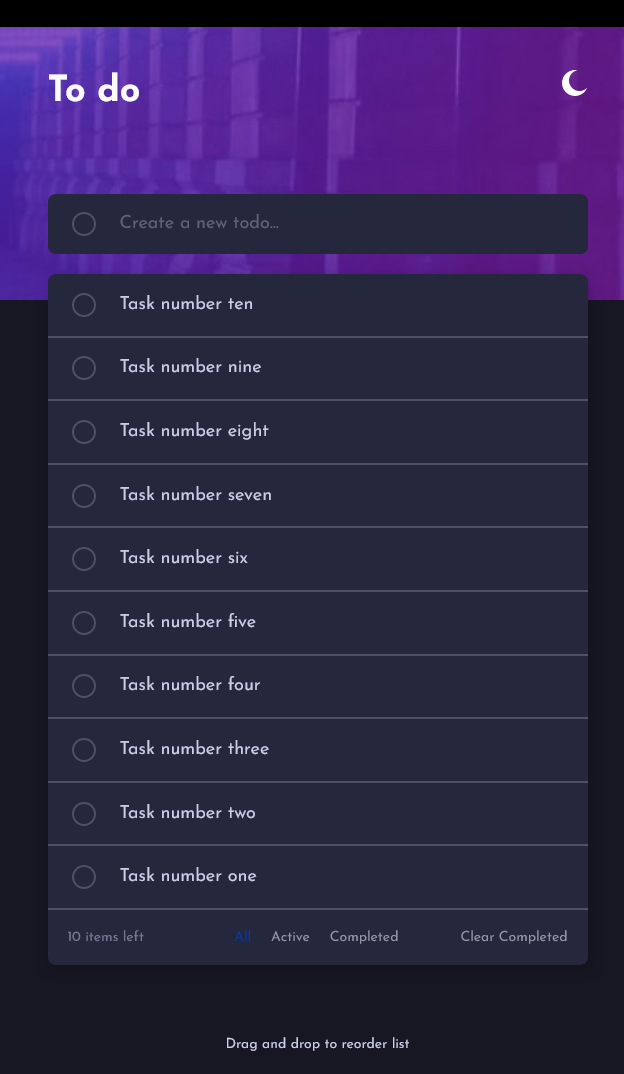 To do
Create a new todo...
Task number ten
Task number nine
Task number eight
Task number seven
Task number six
Task number five
Task number four
Task number three
Task number two
Task number one
10 items left All Active Completed Clear Completed
Drag and drop to reorder list